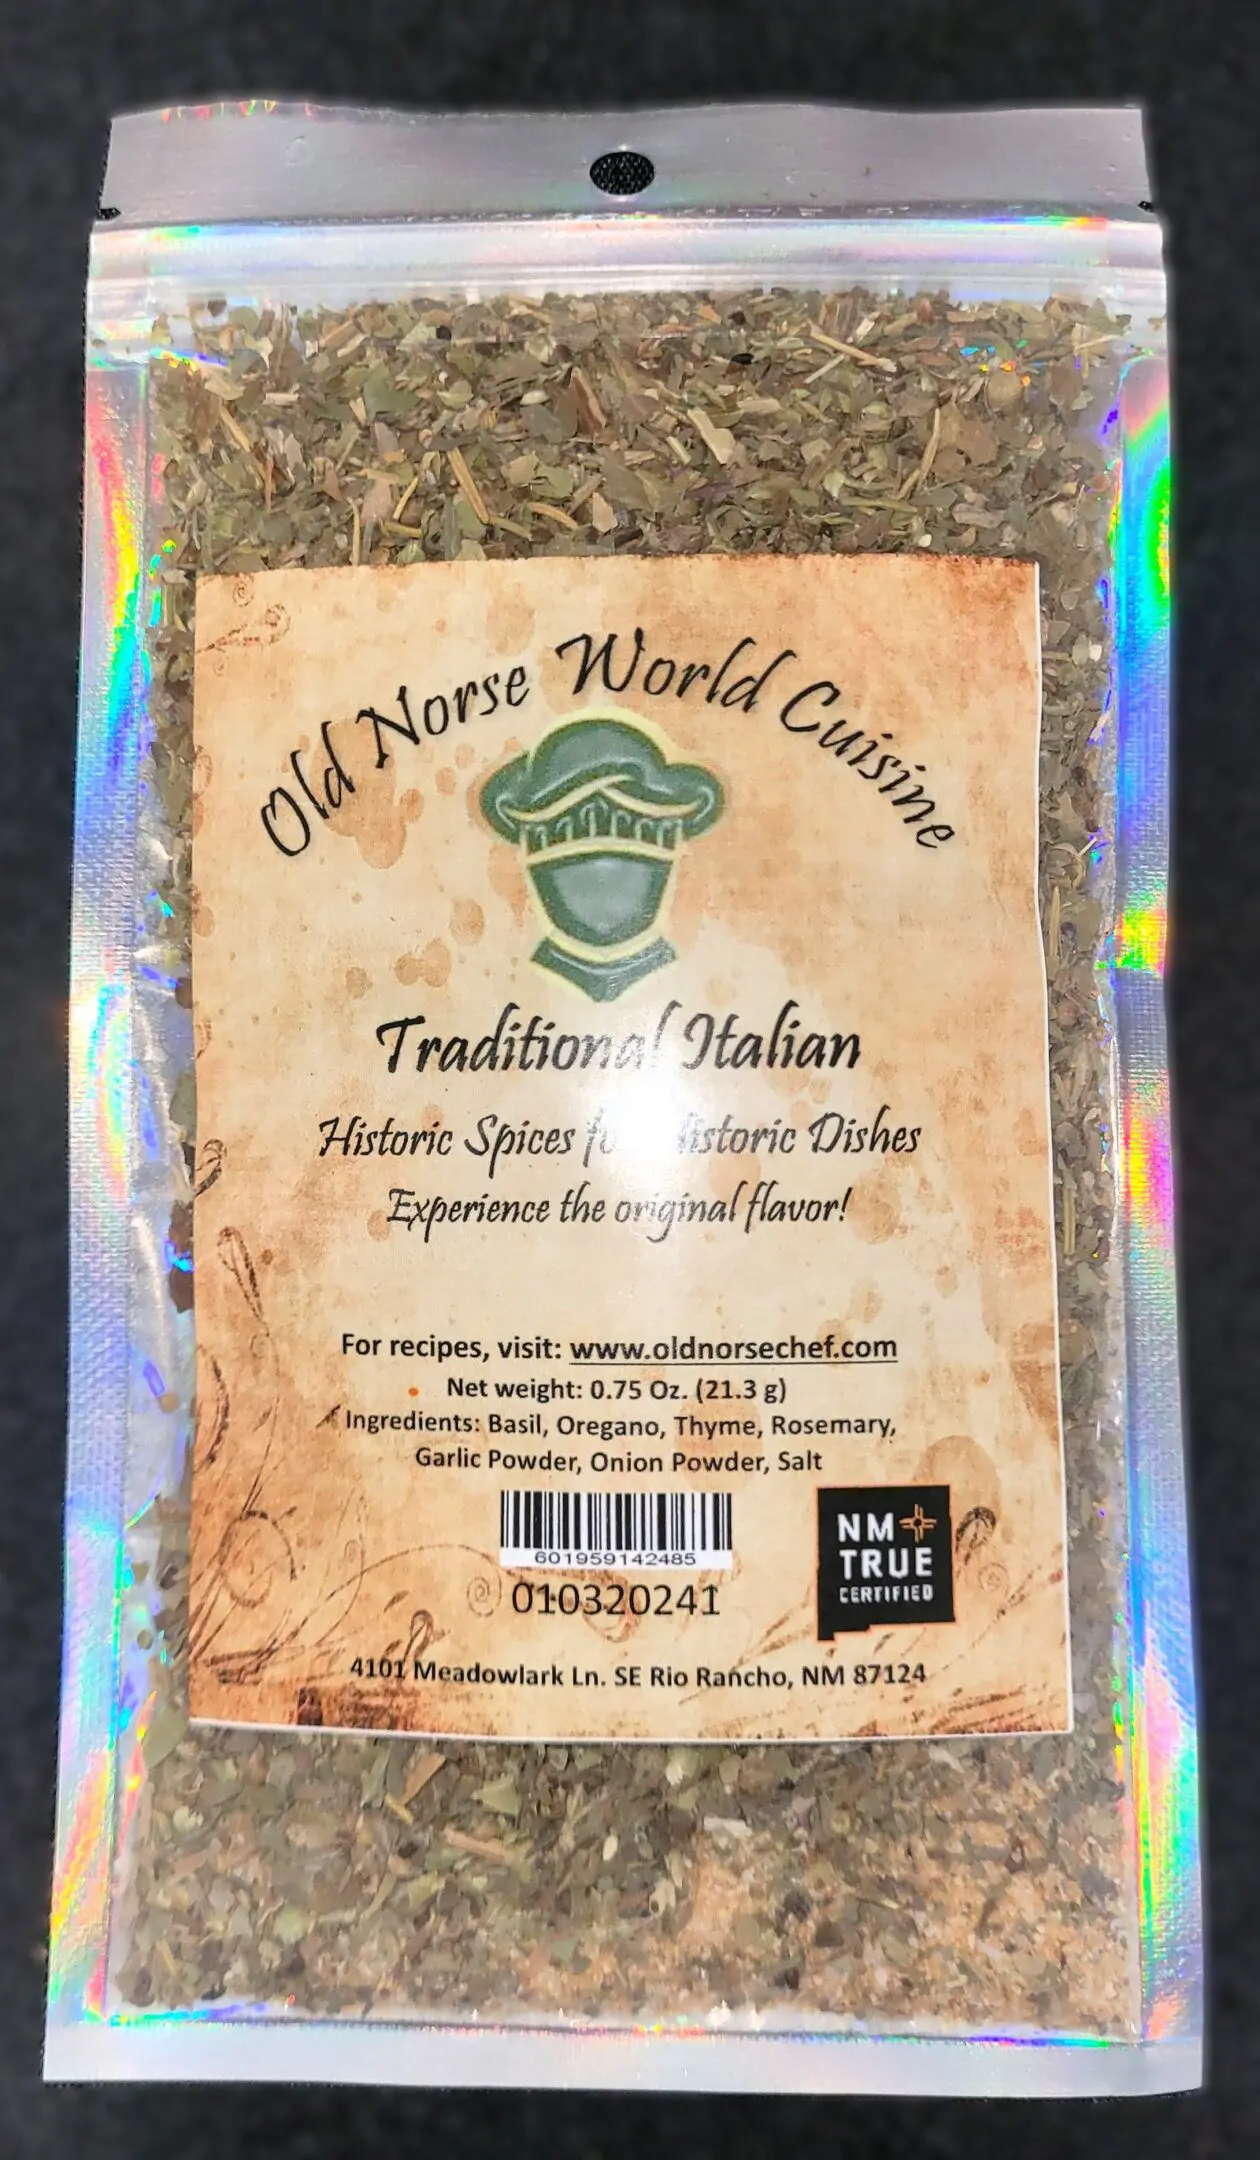 Old Norse World Cuisine
Traditional Italian
Historic Spices Dishes
Experience the original flavor!
For recipes, visit: www.oldnorsechef.com
Net weight: 0.75 Oz. (21.3 g)
Ingredients: Basil, Oregano, Thyme, Rosemary,
Garlic Powder, Onion Powder, Salt
601959142485
010320241
NM
TRUE
CERTIFIED
4101 Meadowlark Ln. SE Rio Rancho, NM 87124